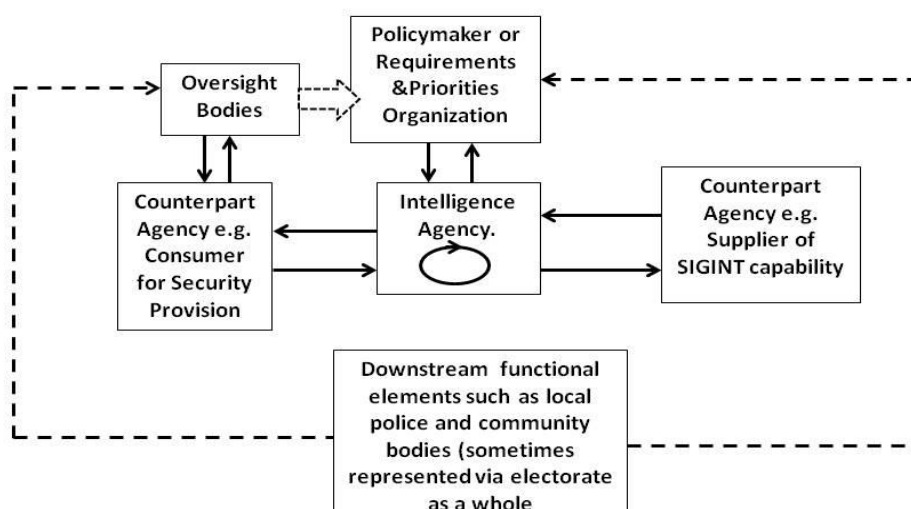 Policymaker or
Requirements
&Priorities
Organization
Oversight
Bodies
Counterpart
Agency e.g.
Consumer
for Security
Provision
Intelligence
Agency.
Counterpart
Agency e.g.
Supplier of
SIGINT capability
Downstream functional
elements such as local
police and community
bodies (sometimes
represented via electorate
as a whole